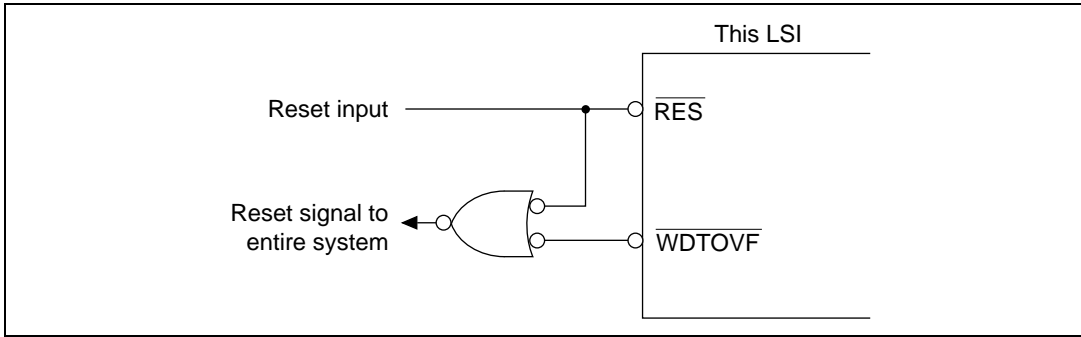 This LSI
Reset input
RES
Reset signal to
entire system
WDTOVF